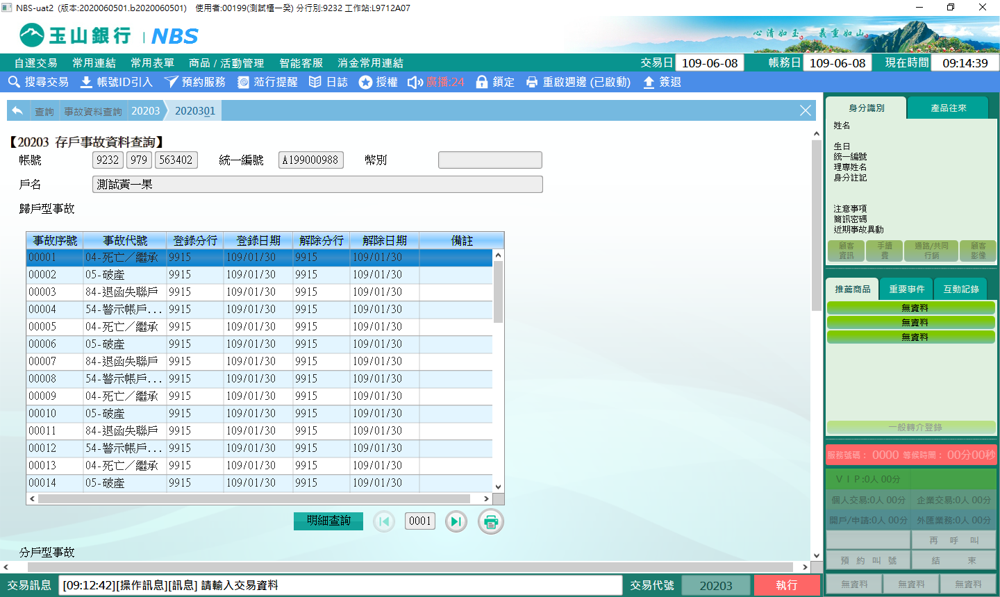 NBS-uat2 (版本:2020060501.b2020060501) 使用者:00199(測試櫃一癸) 分行別:9232 工作站:L9712A07
玉山銀行 | NBS
心清如玉。義重如山。
自選交易 常用連結 常用表單 商品 / 活動管理 智能客服 消金常用連結 交易日 109-06-08 帳務日 109-06-08 現在時間 09:14:39
搜尋交易 帳號ID引入 預約服務 蒞行提醒 日誌 授權 廣播:24 鎖定 重啟週邊 (已啟動) 簽退
查詢 事故資料查詢 20203 2020301
【20203 存戶事故資料查詢】
帳號 9232 979 563402 統一編號 A199000988 幣別
戶名 測試黃一果
歸戶型事故
事故序號 事故代號 登錄分行 登錄日期 解除分行 解除日期 備註
00001 04-死亡／繼承 9915 109/01/30 9915 109/01/30
00002 05-破產 9915 109/01/30 9915 109/01/30
00003 84-退函失聯戶 9915 109/01/30 9915 109/01/30
00004 54-警示帳戶... 9915 109/01/30 9915 109/01/30
00005 04-死亡／繼承 9915 109/01/30 9915 109/01/30
00006 05-破產 9915 109/01/30 9915 109/01/30
00007 84-退函失聯戶 9915 109/01/30 9915 109/01/30
00008 54-警示帳戶... 9915 109/01/30 9915 109/01/30
00009 04-死亡／繼承 9915 109/01/30 9915 109/01/30
00010 05-破產 9915 109/01/30 9915 109/01/30
00011 84-退函失聯戶 9915 109/01/30 9915 109/01/30
00012 54-警示帳戶... 9915 109/01/30 9915 109/01/30
00013 04-死亡／繼承 9915 109/01/30 9915 109/01/30
00014 05-破產 9915 109/01/30 9915 109/01/30
明細查詢 0001
分戶型事故
交易訊息 [09:12:42][操作訊息][訊息] 請輸入交易資料 交易代號 20203 執行
身分識別 產品往來
姓名
生日
統一編號
理專姓名
身分註記
注意事項
簡訊密碼
近期事故異動
顧客資訊 手續費 通路/共同行銷 顧客影像
推薦商品 重要事件 互動記錄
無資料
無資料
無資料
一般轉介登錄
服務號碼： 0000 等候時間： 00分00秒
ＶＩＰ:0人 00分
個人交易:0人 00分 企業交易:0人 00分
開戶/申請:0人 00分 外匯業務:0人 00分
再 呼 叫
預 約 叫 號 結 束
無資料 無資料 無資料